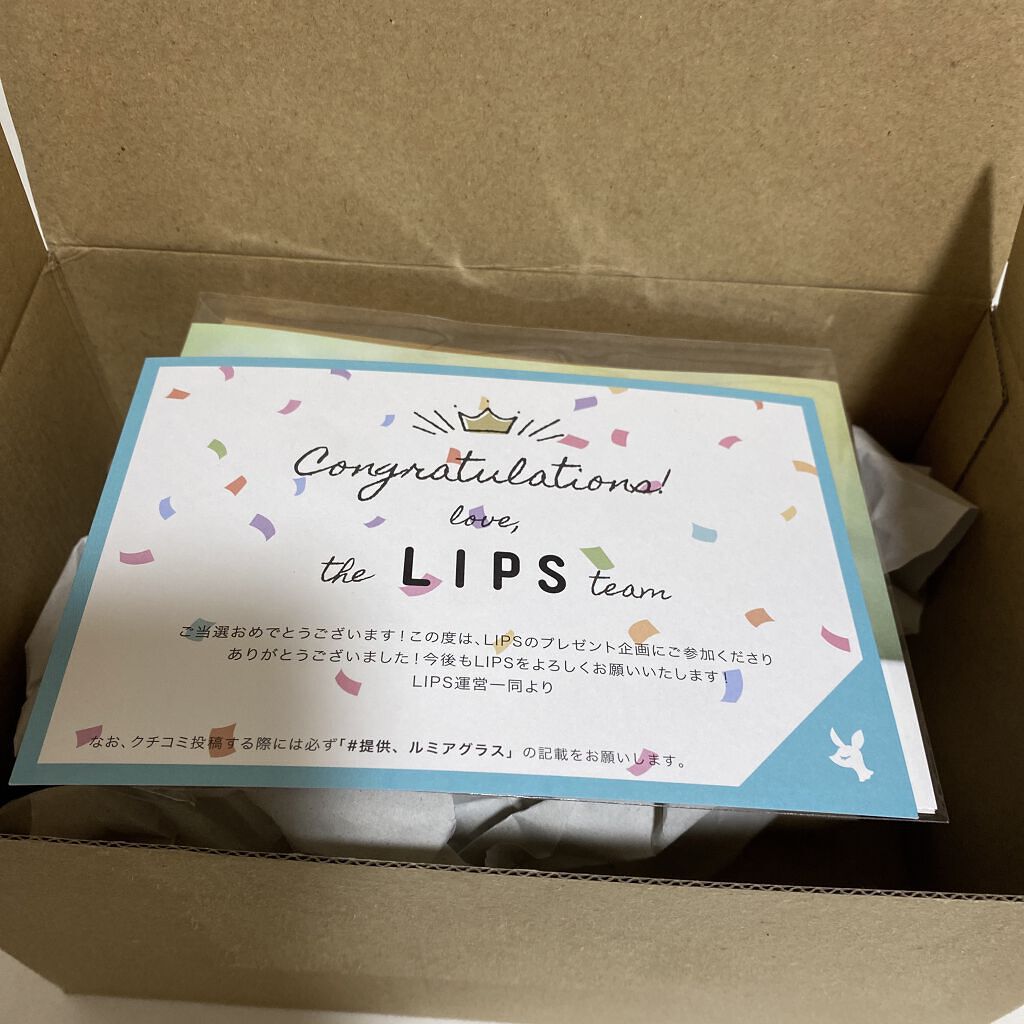 Congratulations!
love,
the LIPS team
ご当選おめでとうございます！この度は、LIPSのプレゼント企画にご参加くださり
ありがとうございました！今後もLIPSをよろしくお願いいたします！
LIPS運営一同より
なお、クチコミ投稿する際には必ず「#提供、ルミアグラス」の記載をお願いします。